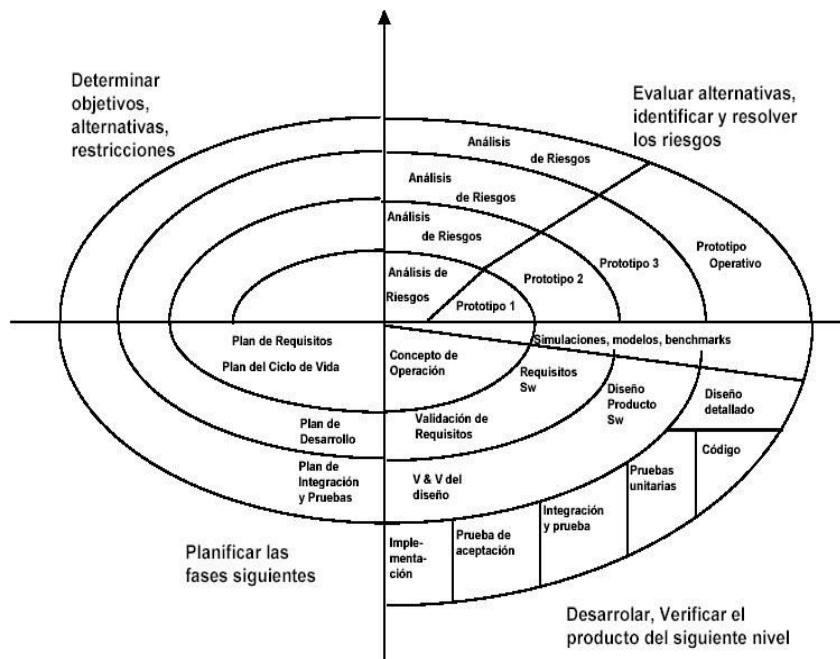 Determinar
objetivos,
alternativas,
restricciones
Evaluar alternativas,
identificar y resolver
los riesgos
Análisis
de Riesgos
Análisis
de Riesgos
Análisis
de Riesgos
Análisis de
Riesgos
Prototipo 1
Prototipo 2
Prototipo 3
Prototipo
Operativo
Simulaciones, modelos, benchmarks
Plan de Requisitos
Plan del Ciclo de Vida
Concepto de
Operación
Requisitos
Sw
Diseño
Producto
Sw
Diseño
detallado
Plan de
Desarrollo
Validación de
Requisitos
Código
Plan de
Integración
y Pruebas
V & V del
diseño
Pruebas
unitarias
Integración
y prueba
Prueba de
aceptación
Imple-
menta-
ción
Planificar las
fases siguientes
Desarrolar, Verificar el
producto del siguiente nivel